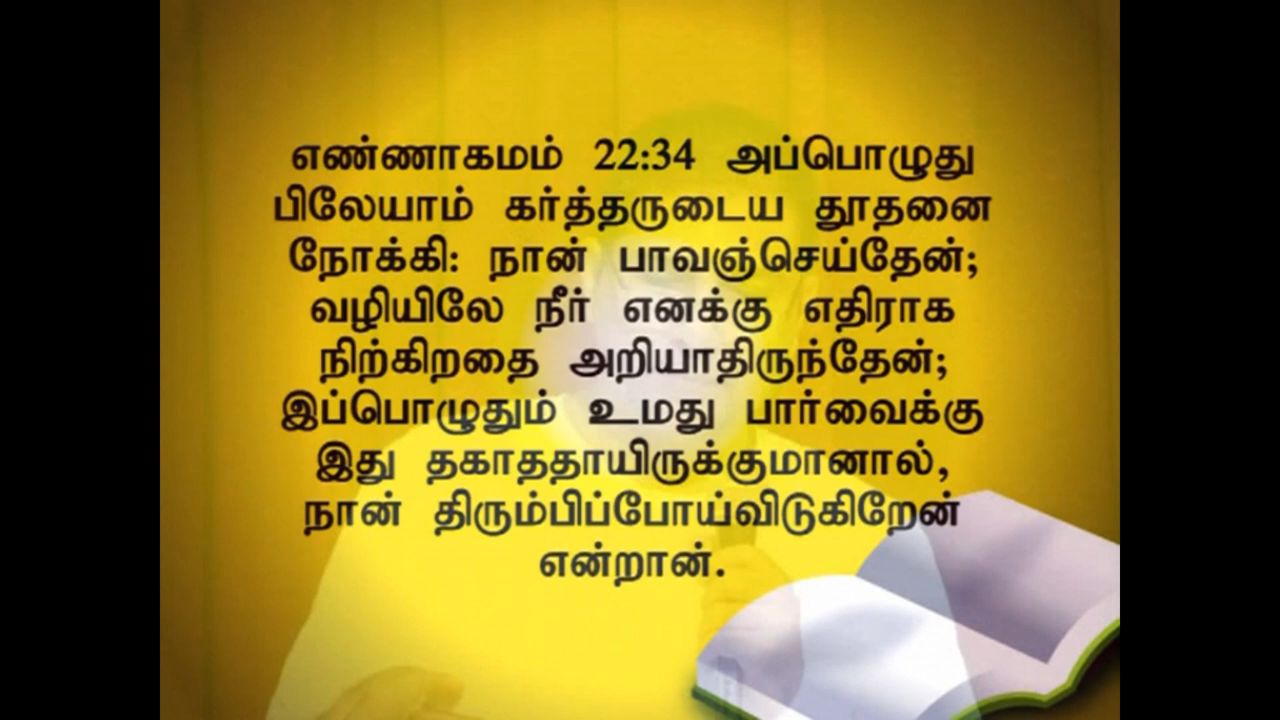 எண்ணாகமம் 22:34 அப்பொழுது
பிலேயாம் கர்த்தருடைய தூதனை
நோக்கி: நான் பாவஞ்செய்தேன்;
வழியிலே நீர் எனக்கு எதிராக
நிற்கிறதை அறியாதிருந்தேன்;
இப்பொழுதும் உமது பார்வைக்கு
இது தகாததாயிருக்குமானால்,
நான் திரும்பிப்போய்விடுகிறேன்
என்றான்.